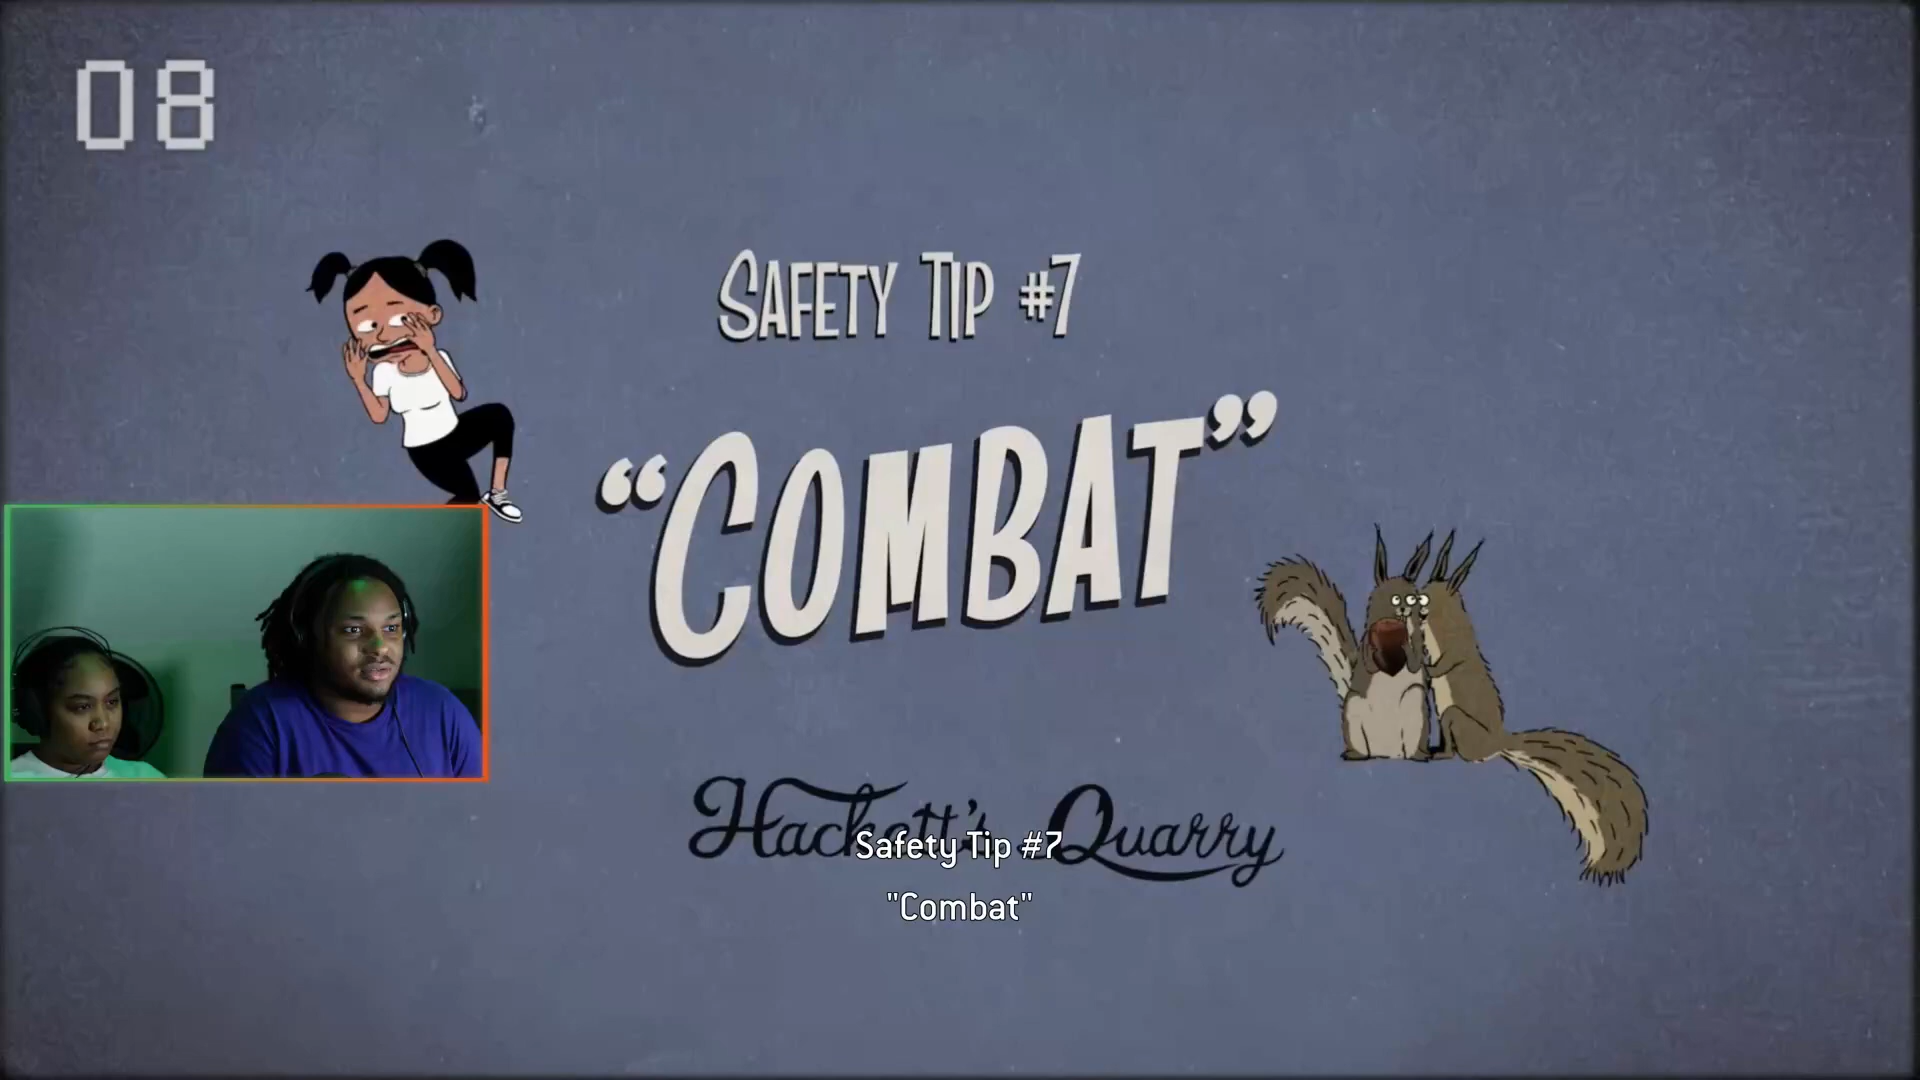 08
SAFETY TIP #7
“COMBAT”
Hackett's Quarry
Safety Tip #7
"Combat"